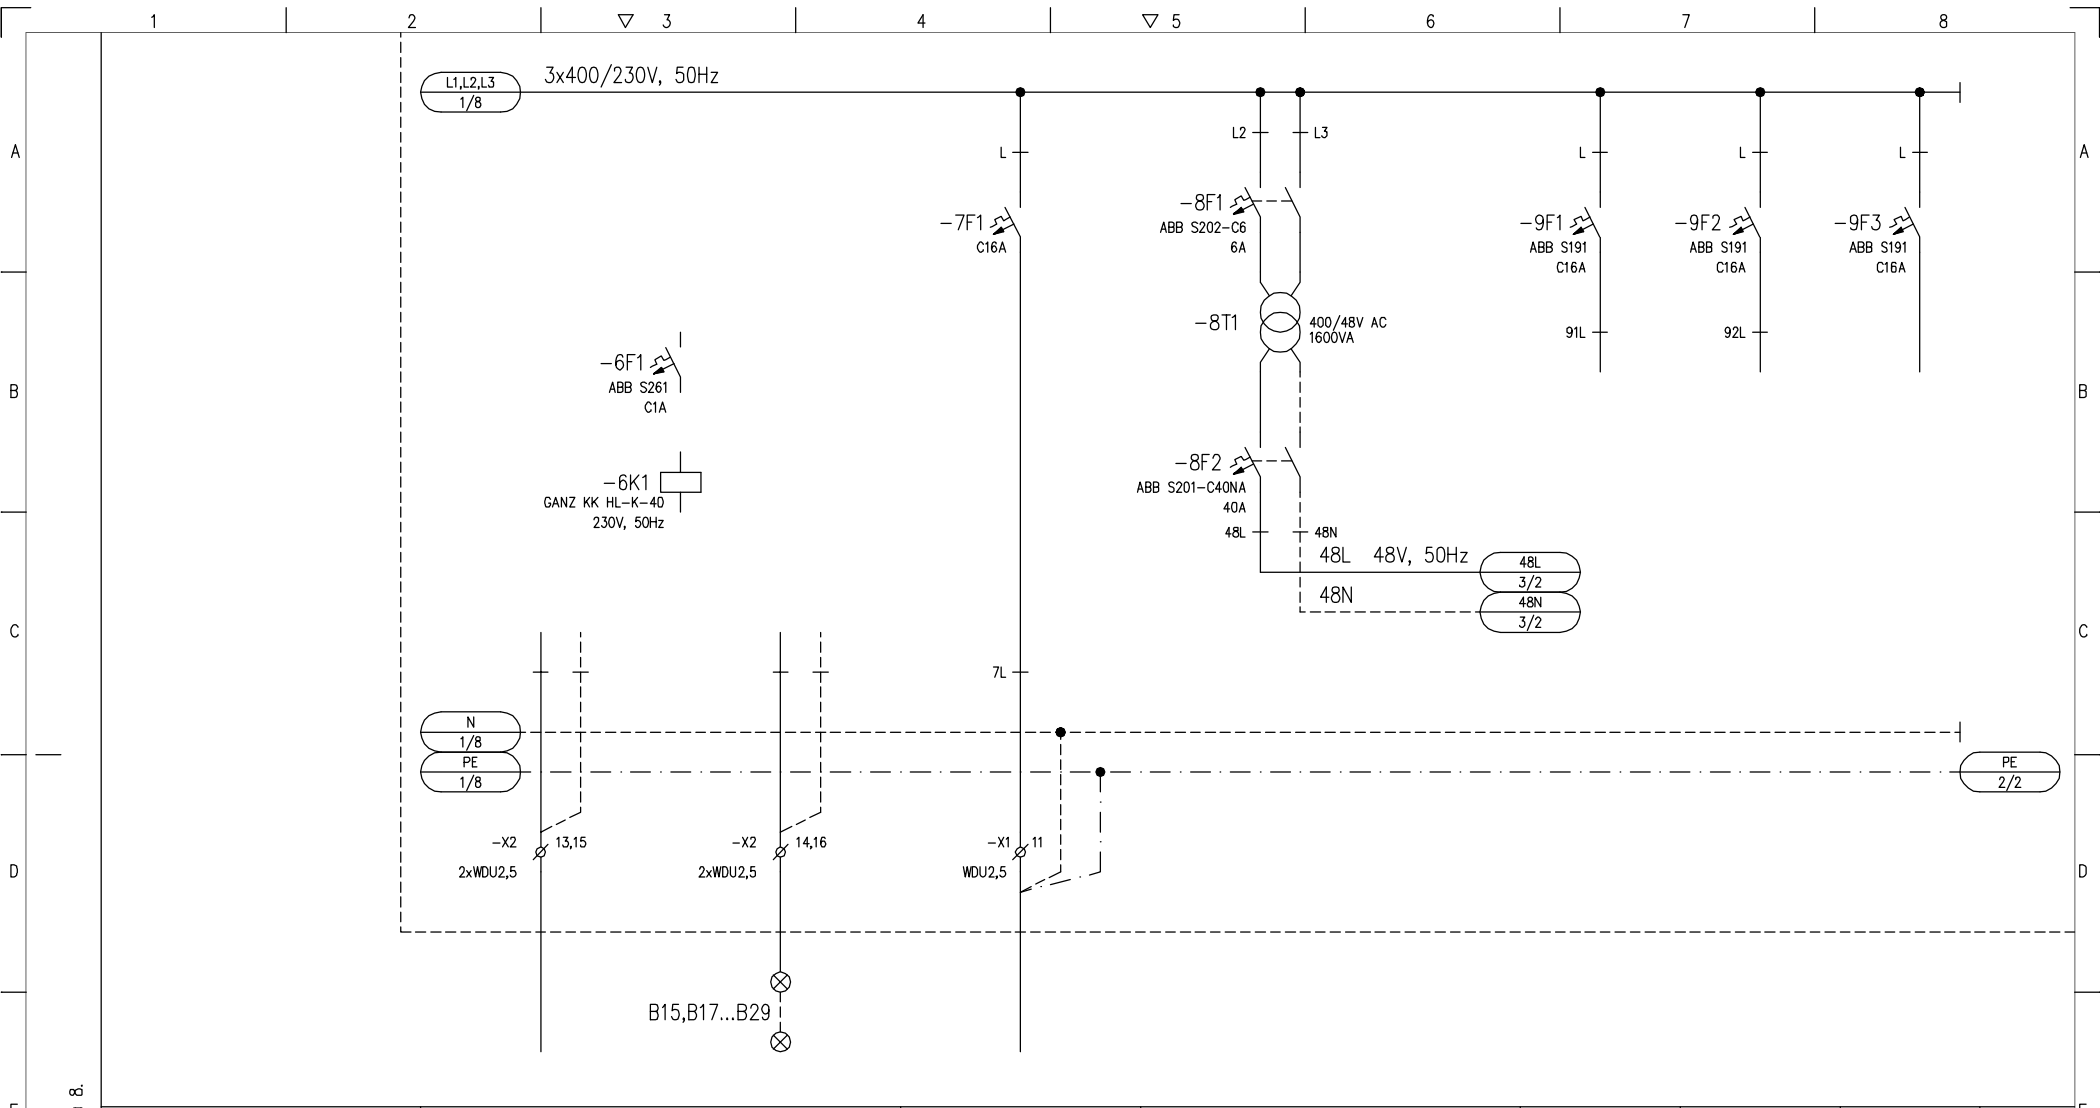 1 2 3 4 5 6 7 8
L1,L2,L3
1/8
3x400/230V, 50Hz
L2 L3
A L L L L A
-8F1
ABB S202-C6
6A
-7F1
C16A
-9F1
ABB S191
C16A
-9F2
ABB S191
C16A
-9F3
ABB S191
C16A
-8T1
400/48V AC
1600VA
91L 92L
-6F1
ABB S261
C1A
B B
-8F2
ABB S201-C40NA
40A
-6K1
GANZ KK HL-K-40
230V, 50Hz
48L 48N
48L 48V, 50Hz
48L
3/2
48N
48N
3/2
C C
7L
N
1/8
PE
1/8
PE
2/2
-X2 13,15
2xWDU2,5
-X2 14,16
2xWDU2,5
-X1 11
WDU2,5
D D
B15,B17...B29
8.